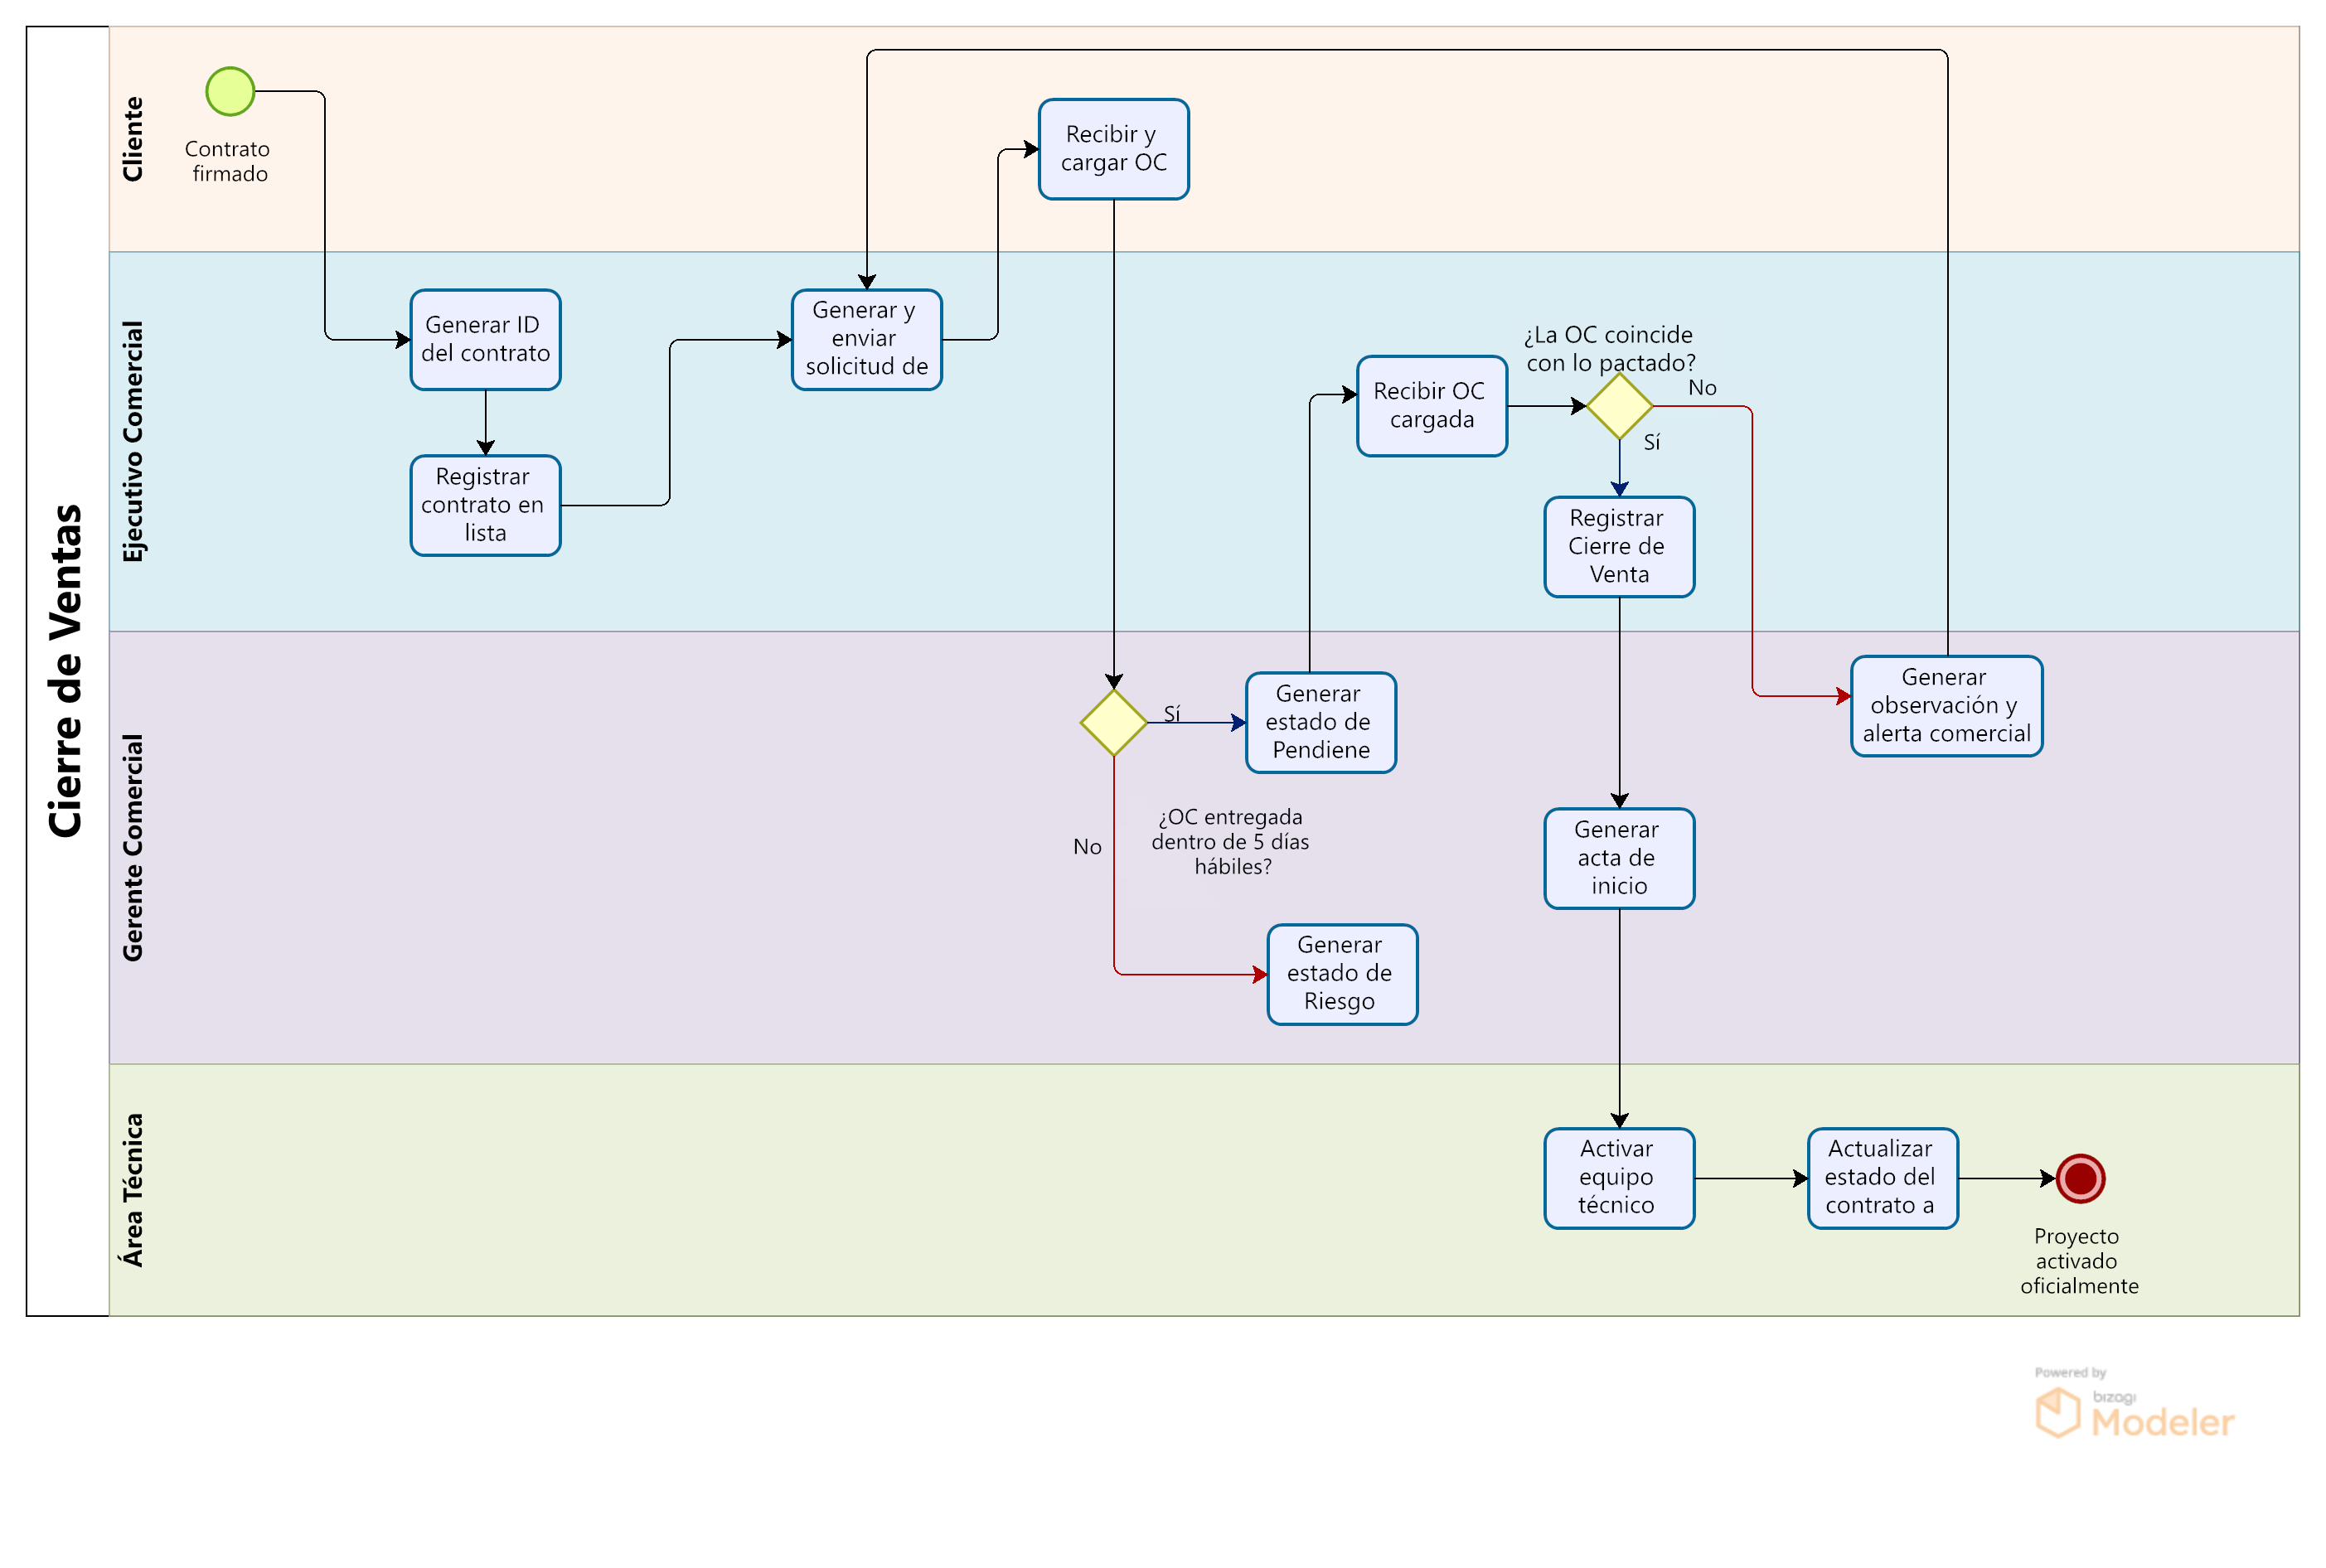 Cierre de Ventas
Cliente
Contrato
firmado
Recibir y
cargar OC
Ejecutivo Comercial
Generar ID
del contrato
Registrar
contrato en
lista
Generar y
enviar
solicitud de
Recibir OC
cargada
¿La OC coincide
con lo pactado?
No
Sí
Registrar
Cierre de
Venta
Gerente Comercial
Sí
No
¿OC entregada
dentro de 5 días
hábiles?
Generar
estado de
Pendiene
Generar
estado de
Riesgo
Generar
acta de
inicio
Generar
observación y
alerta comercial
Área Técnica
Activar
equipo
técnico
Actualizar
estado del
contrato a
Proyecto
activado
oficialmente
Powered by
bizagi
Modeler